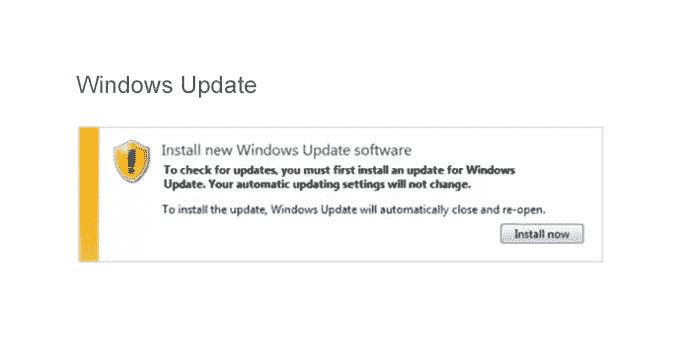 Windows Update
Install new Windows Update software
To check for updates, you must first install an update for Windows
Update. Your automatic updating settings will not change.
To install the update, Windows Update will automatically close and re-open.
Install now